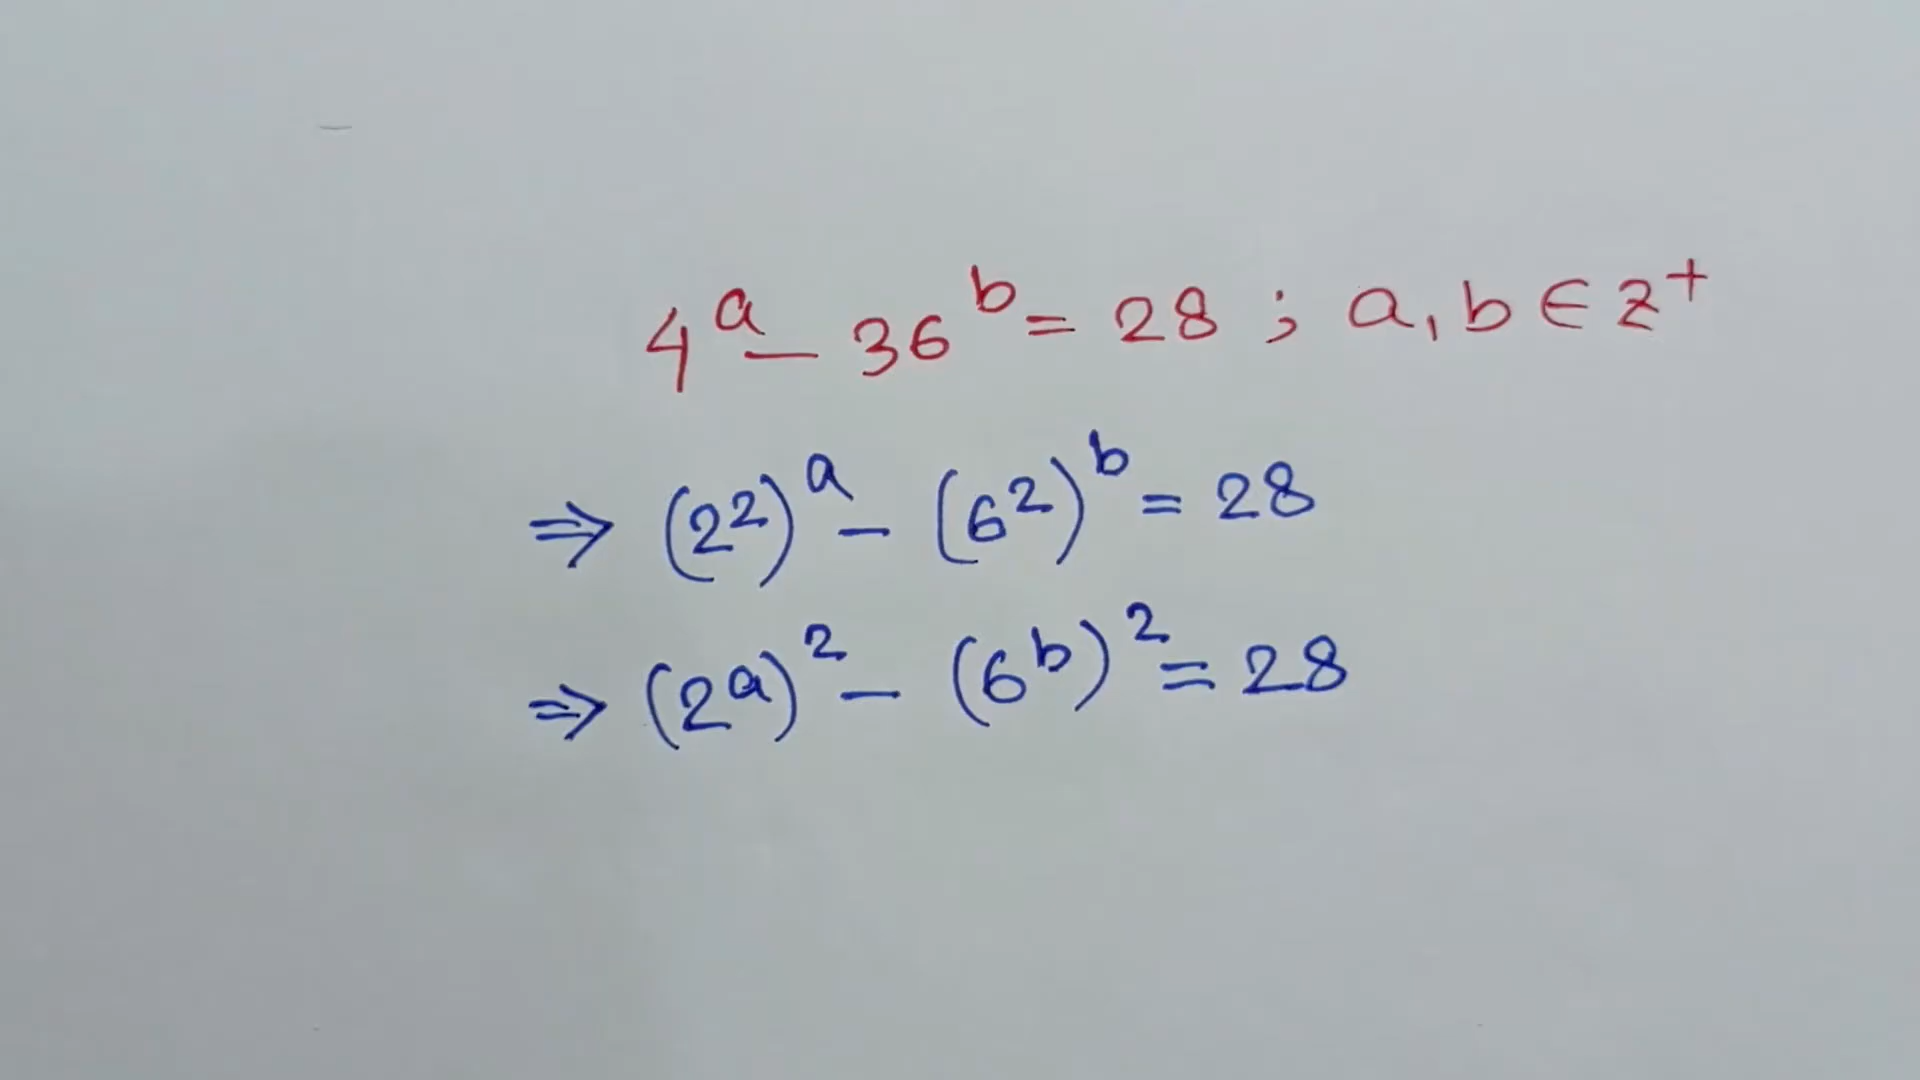 4^a - 36^b = 28 ; a, b ∈ z^+
⇒ (2^2)^a - (6^2)^b = 28
⇒ (2^a)^2 - (6^b)^2 = 28